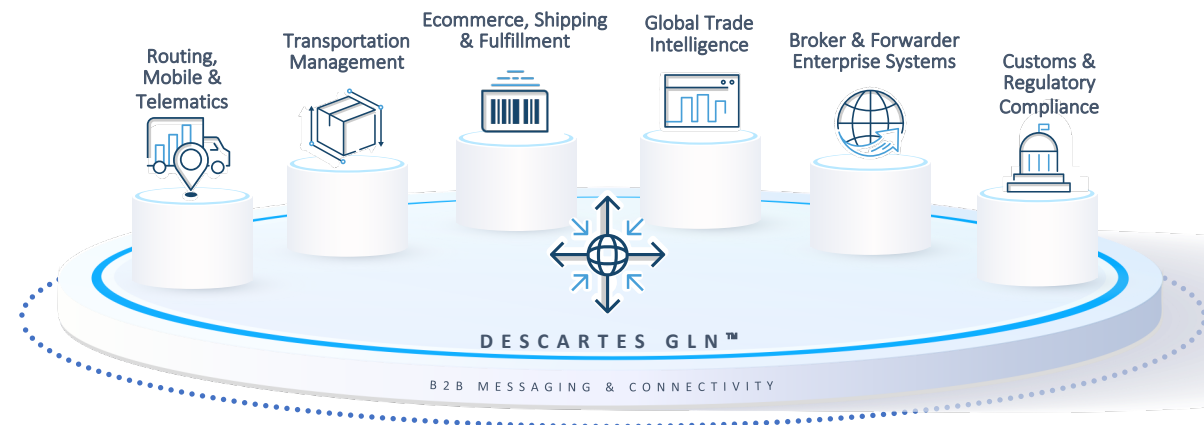 Routing,
Mobile &
Telematics
Transportation
Management
Ecommerce, Shipping
& Fulfillment
Global Trade
Intelligence
Broker & Forwarder
Enterprise Systems
Customs &
Regulatory
Compliance
DESCARTES GLN™
B2B MESSAGING & CONNECTIVITY